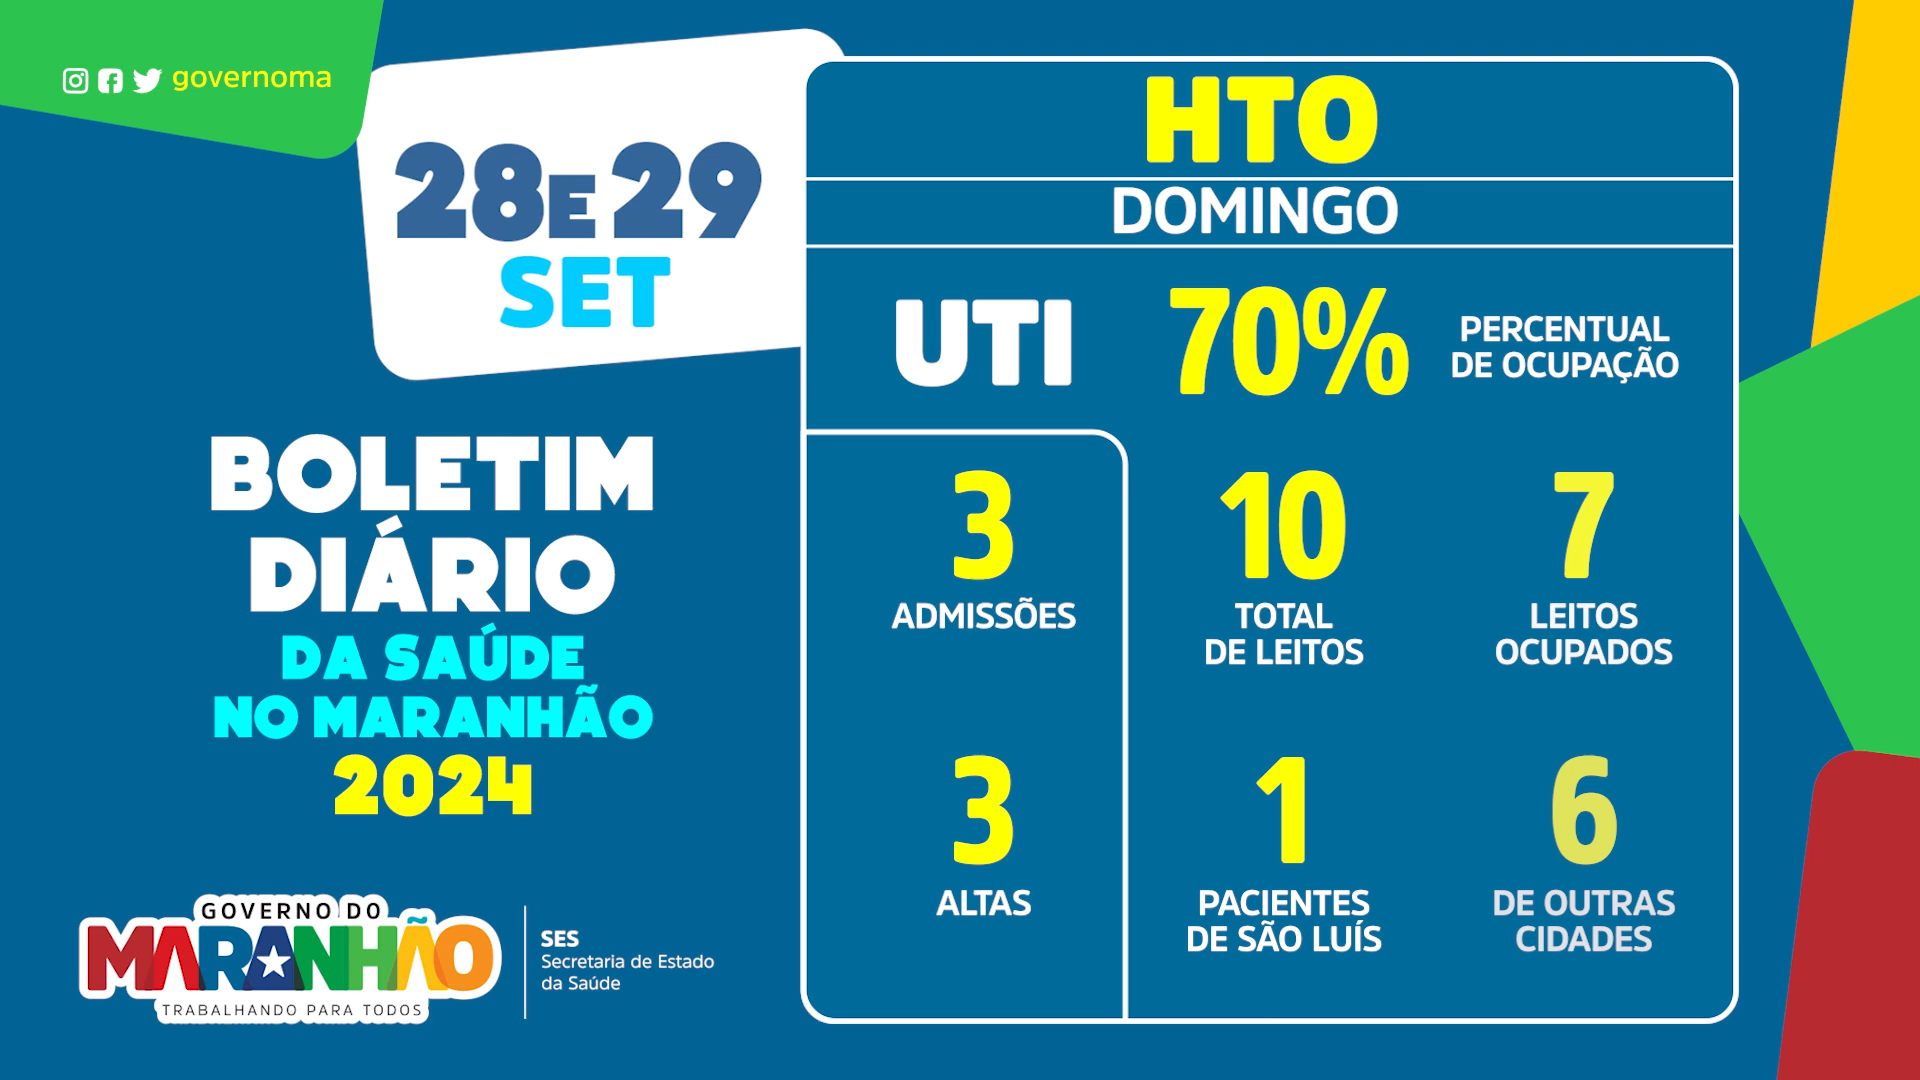 governoma
28 E 29
SET
BOLETIM
DIÁRIO
DA SAÚDE
NO MARANHÃO
2024
GOVERNO DO
MARANHÃO
TRABALHANDO PARA TODOS
SES
Secretaria de Estado
da Saúde
HTO
DOMINGO
UTI
70%
PERCENTUAL
DE OCUPAÇÃO
3
ADMISSÕES
10
TOTAL
DE LEITOS
7
LEITOS
OCUPADOS
3
ALTAS
1
PACIENTES
DE SÃO LUÍS
6
DE OUTRAS
CIDADES